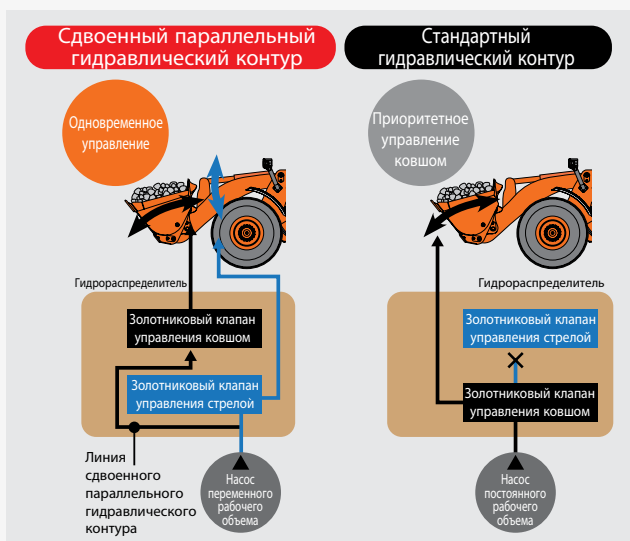 Сдвоенный параллельный
гидравлический контур
Одновременное
управление
Гидрораспределитель
Золотниковый клапан
управления ковшом
Золотниковый клапан
управления стрелой
Линия
сдвоенного
параллельного
гидравлического
контура
Насос
переменного
рабочего
объема
Стандартный
гидравлический контур
Приоритетное
управление
ковшом
Гидрораспределитель
Золотниковый клапан
управления стрелой
Золотниковый клапан
управления ковшом
Насос
постоянного
рабочего
объема